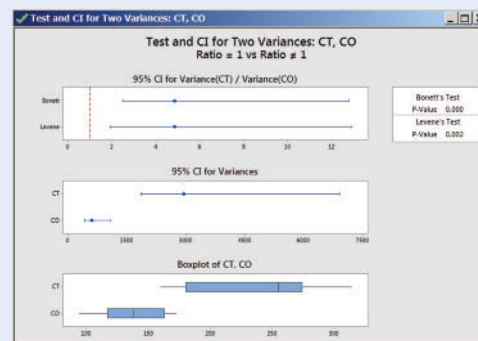 Test and CI for Two Variances: CT, CO
Test and CI for Two Variances: CT, CO
Ratio = 1 vs Ratio ≠ 1
95% CI for Variance(CT) / Variance(CO)
Bonett
Levene
0 2 4 6 8 10 12
Bonett's Test
P-Value 0.000
Levene's Test
P-Value 0.002
95% CI for Variances
CT
CO
0 1500 3000 4500 6000 7500
Boxplot of CT, CO
CT
CO
100 150 200 250 300